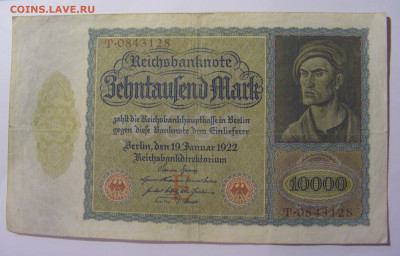 COINS.LAVE.RU
T·0843128
Reichsbanknote
Zehntausend Mark
zahlt die Reichsbankhauptkasse in Berlin
gegen diese Banknote dem Einlieferer
Berlin, den 19. Januar 1922
Reichsbankdirektorium
10000
T·0843128